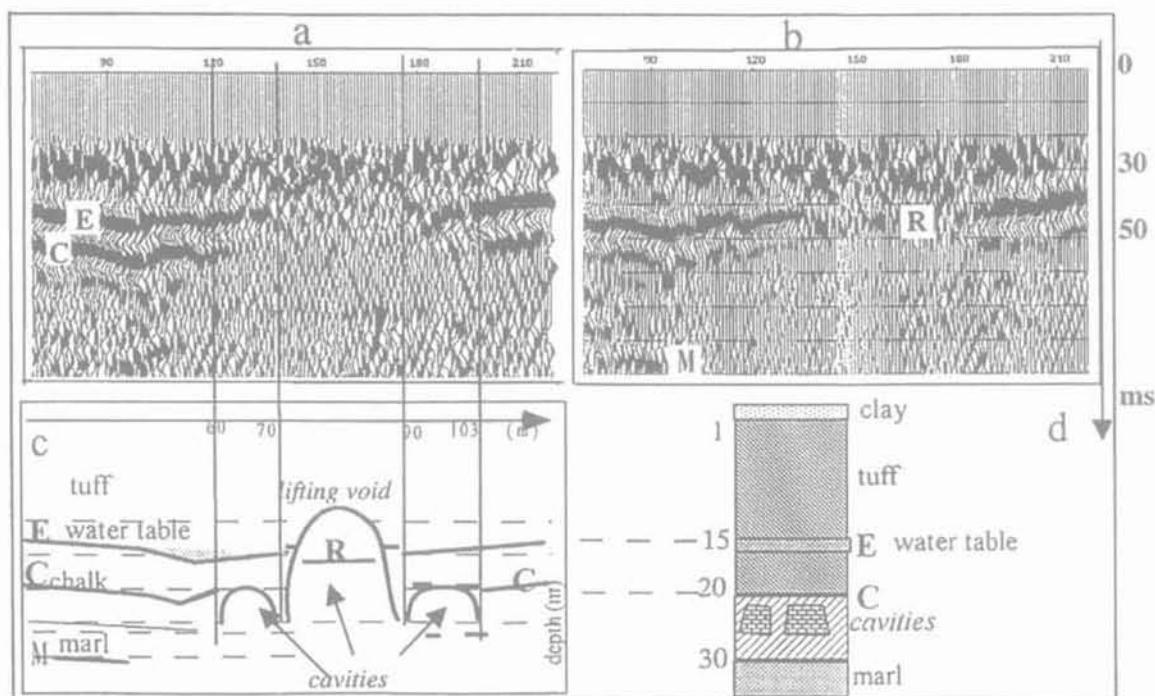 a
b
90 120 150 180 210
90 120 150 180 210
0
30
50
ms
E
C
R
M
c
60 70 90 103 (m)
tuff
lifting void
E water table
R
C chalk
C
M marl
cavities
depth (m)
d
1
clay
tuff
15
E water table
20
C
cavities
30
marl